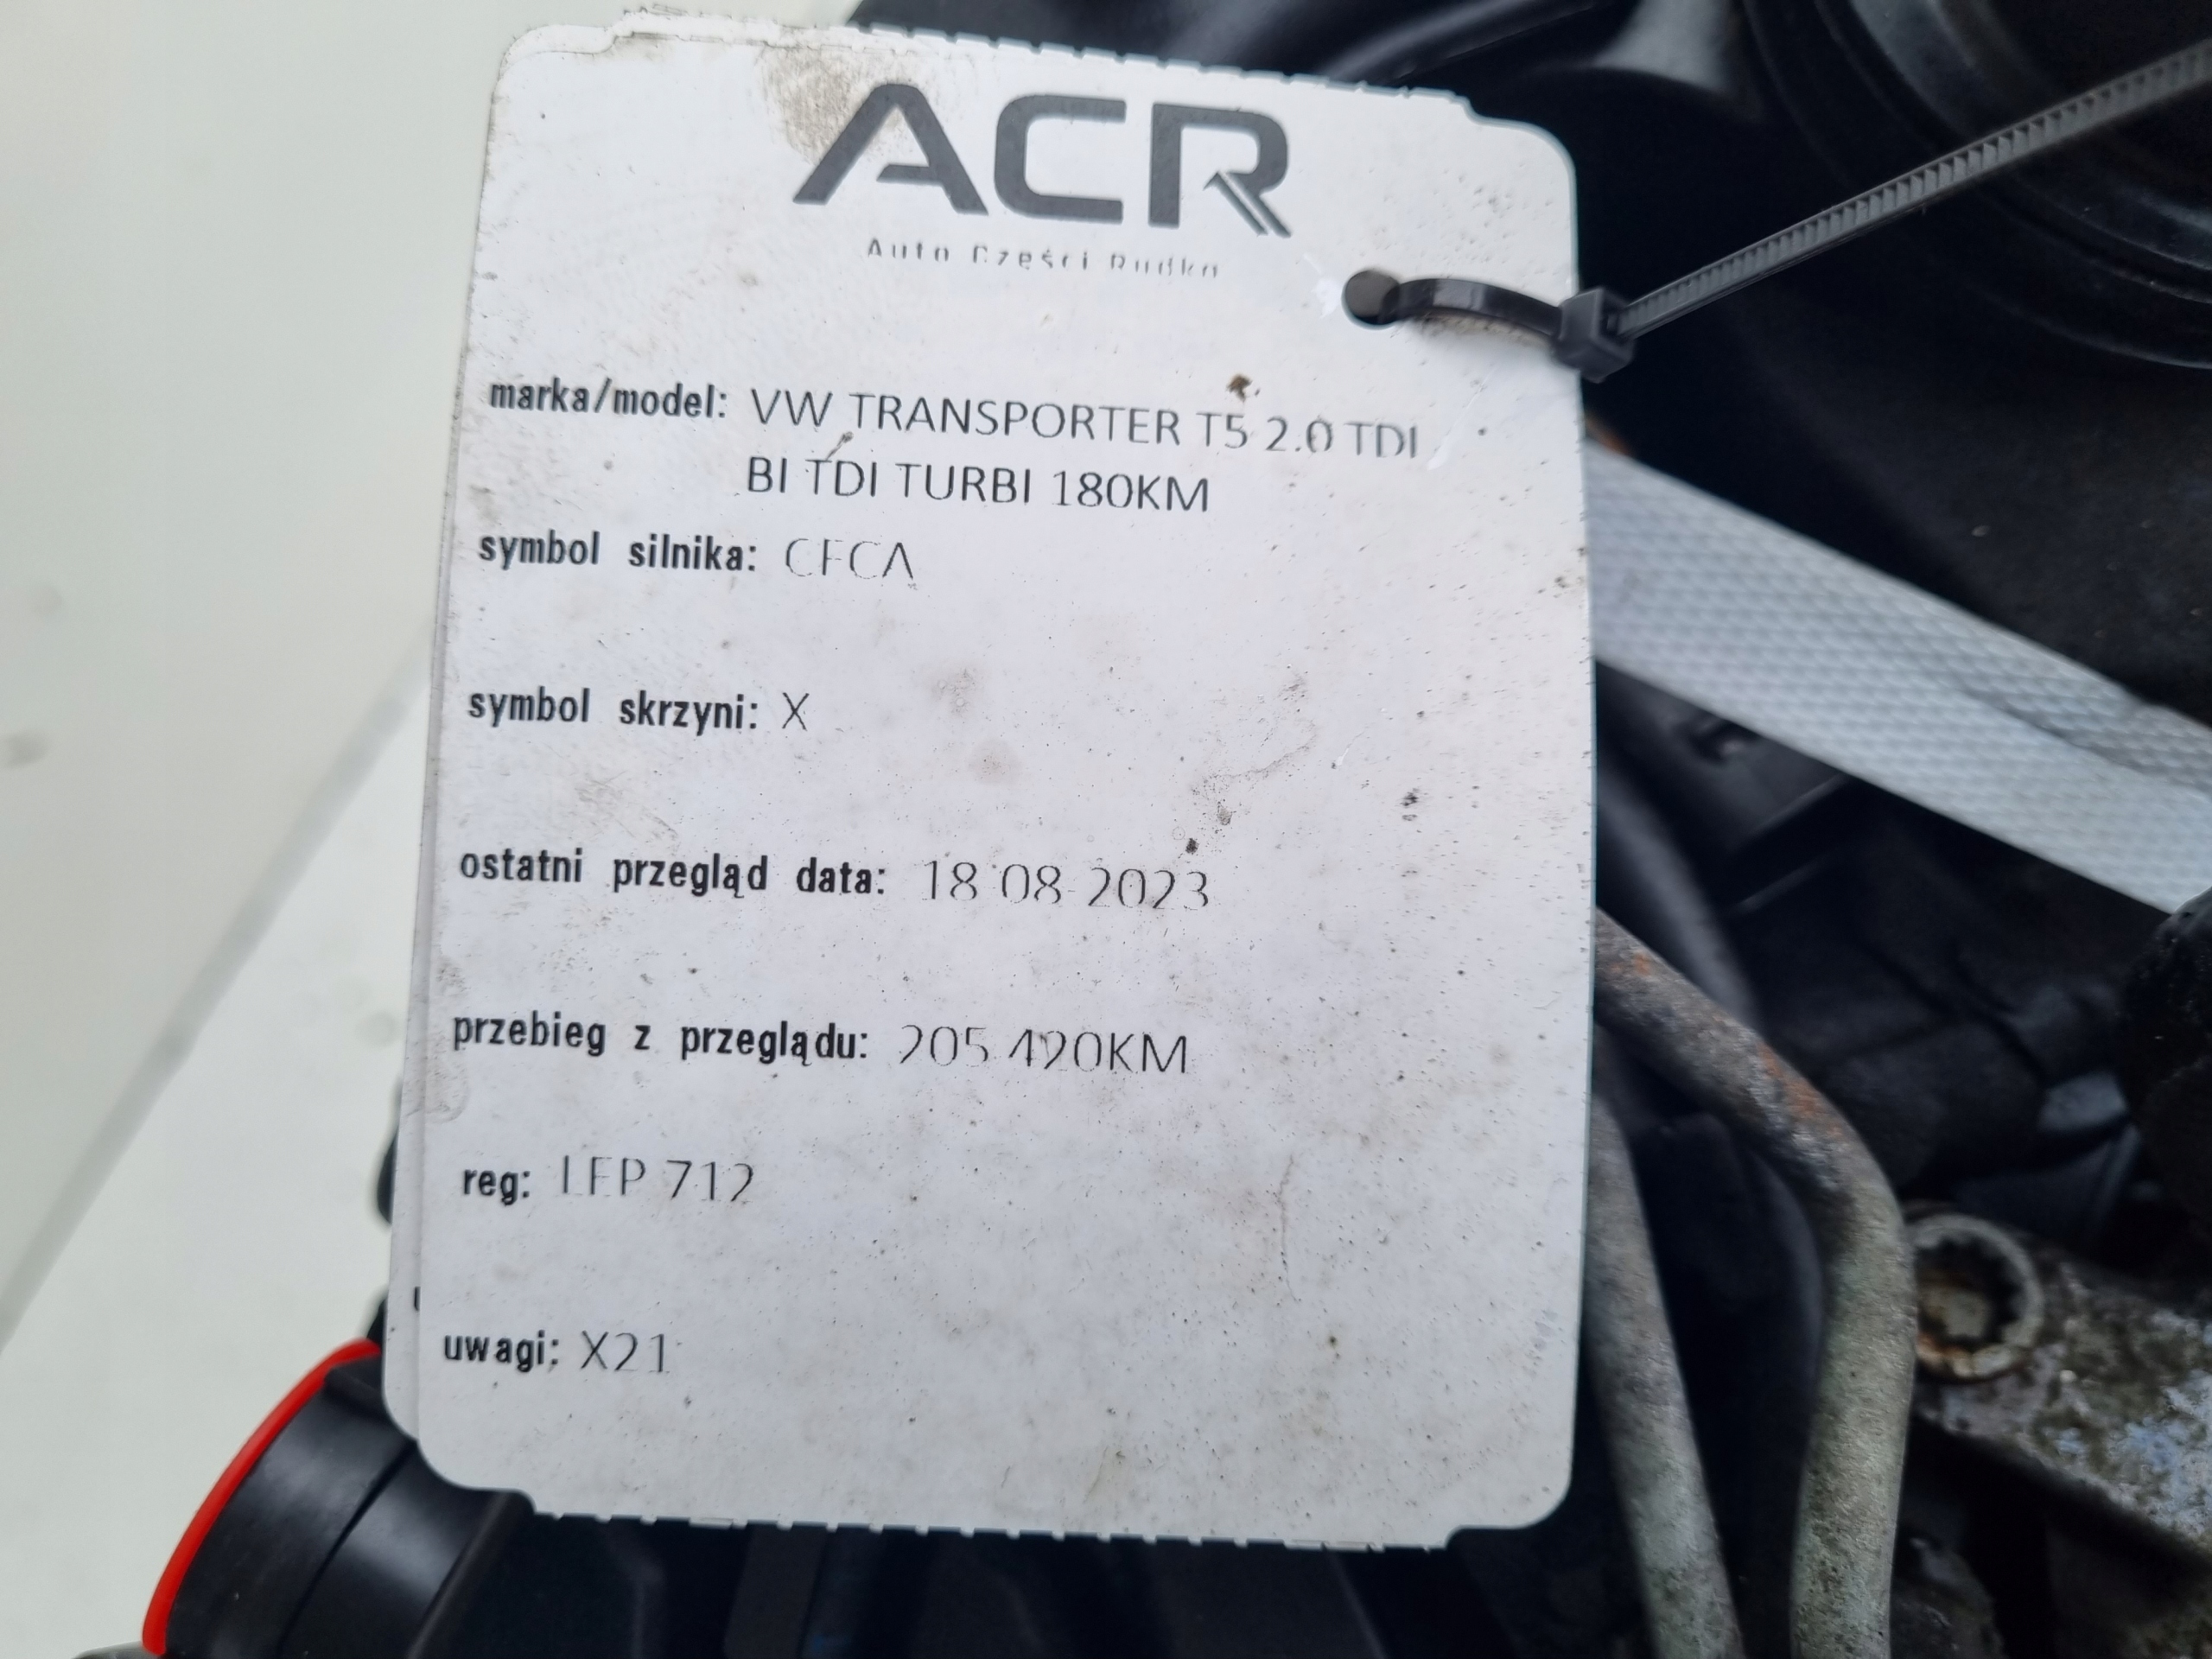 ACR
Auto Części Rudka
marka/model: VW TRANSPORTER T5 2.0 TDI
BI TDI TURBI 180KM
symbol silnika: CFCA
symbol skrzyni: X
ostatni przegląd data: 18-08-2023
przebieg z przeglądu: 205 420KM
reg: LEP 712
uwagi: X21